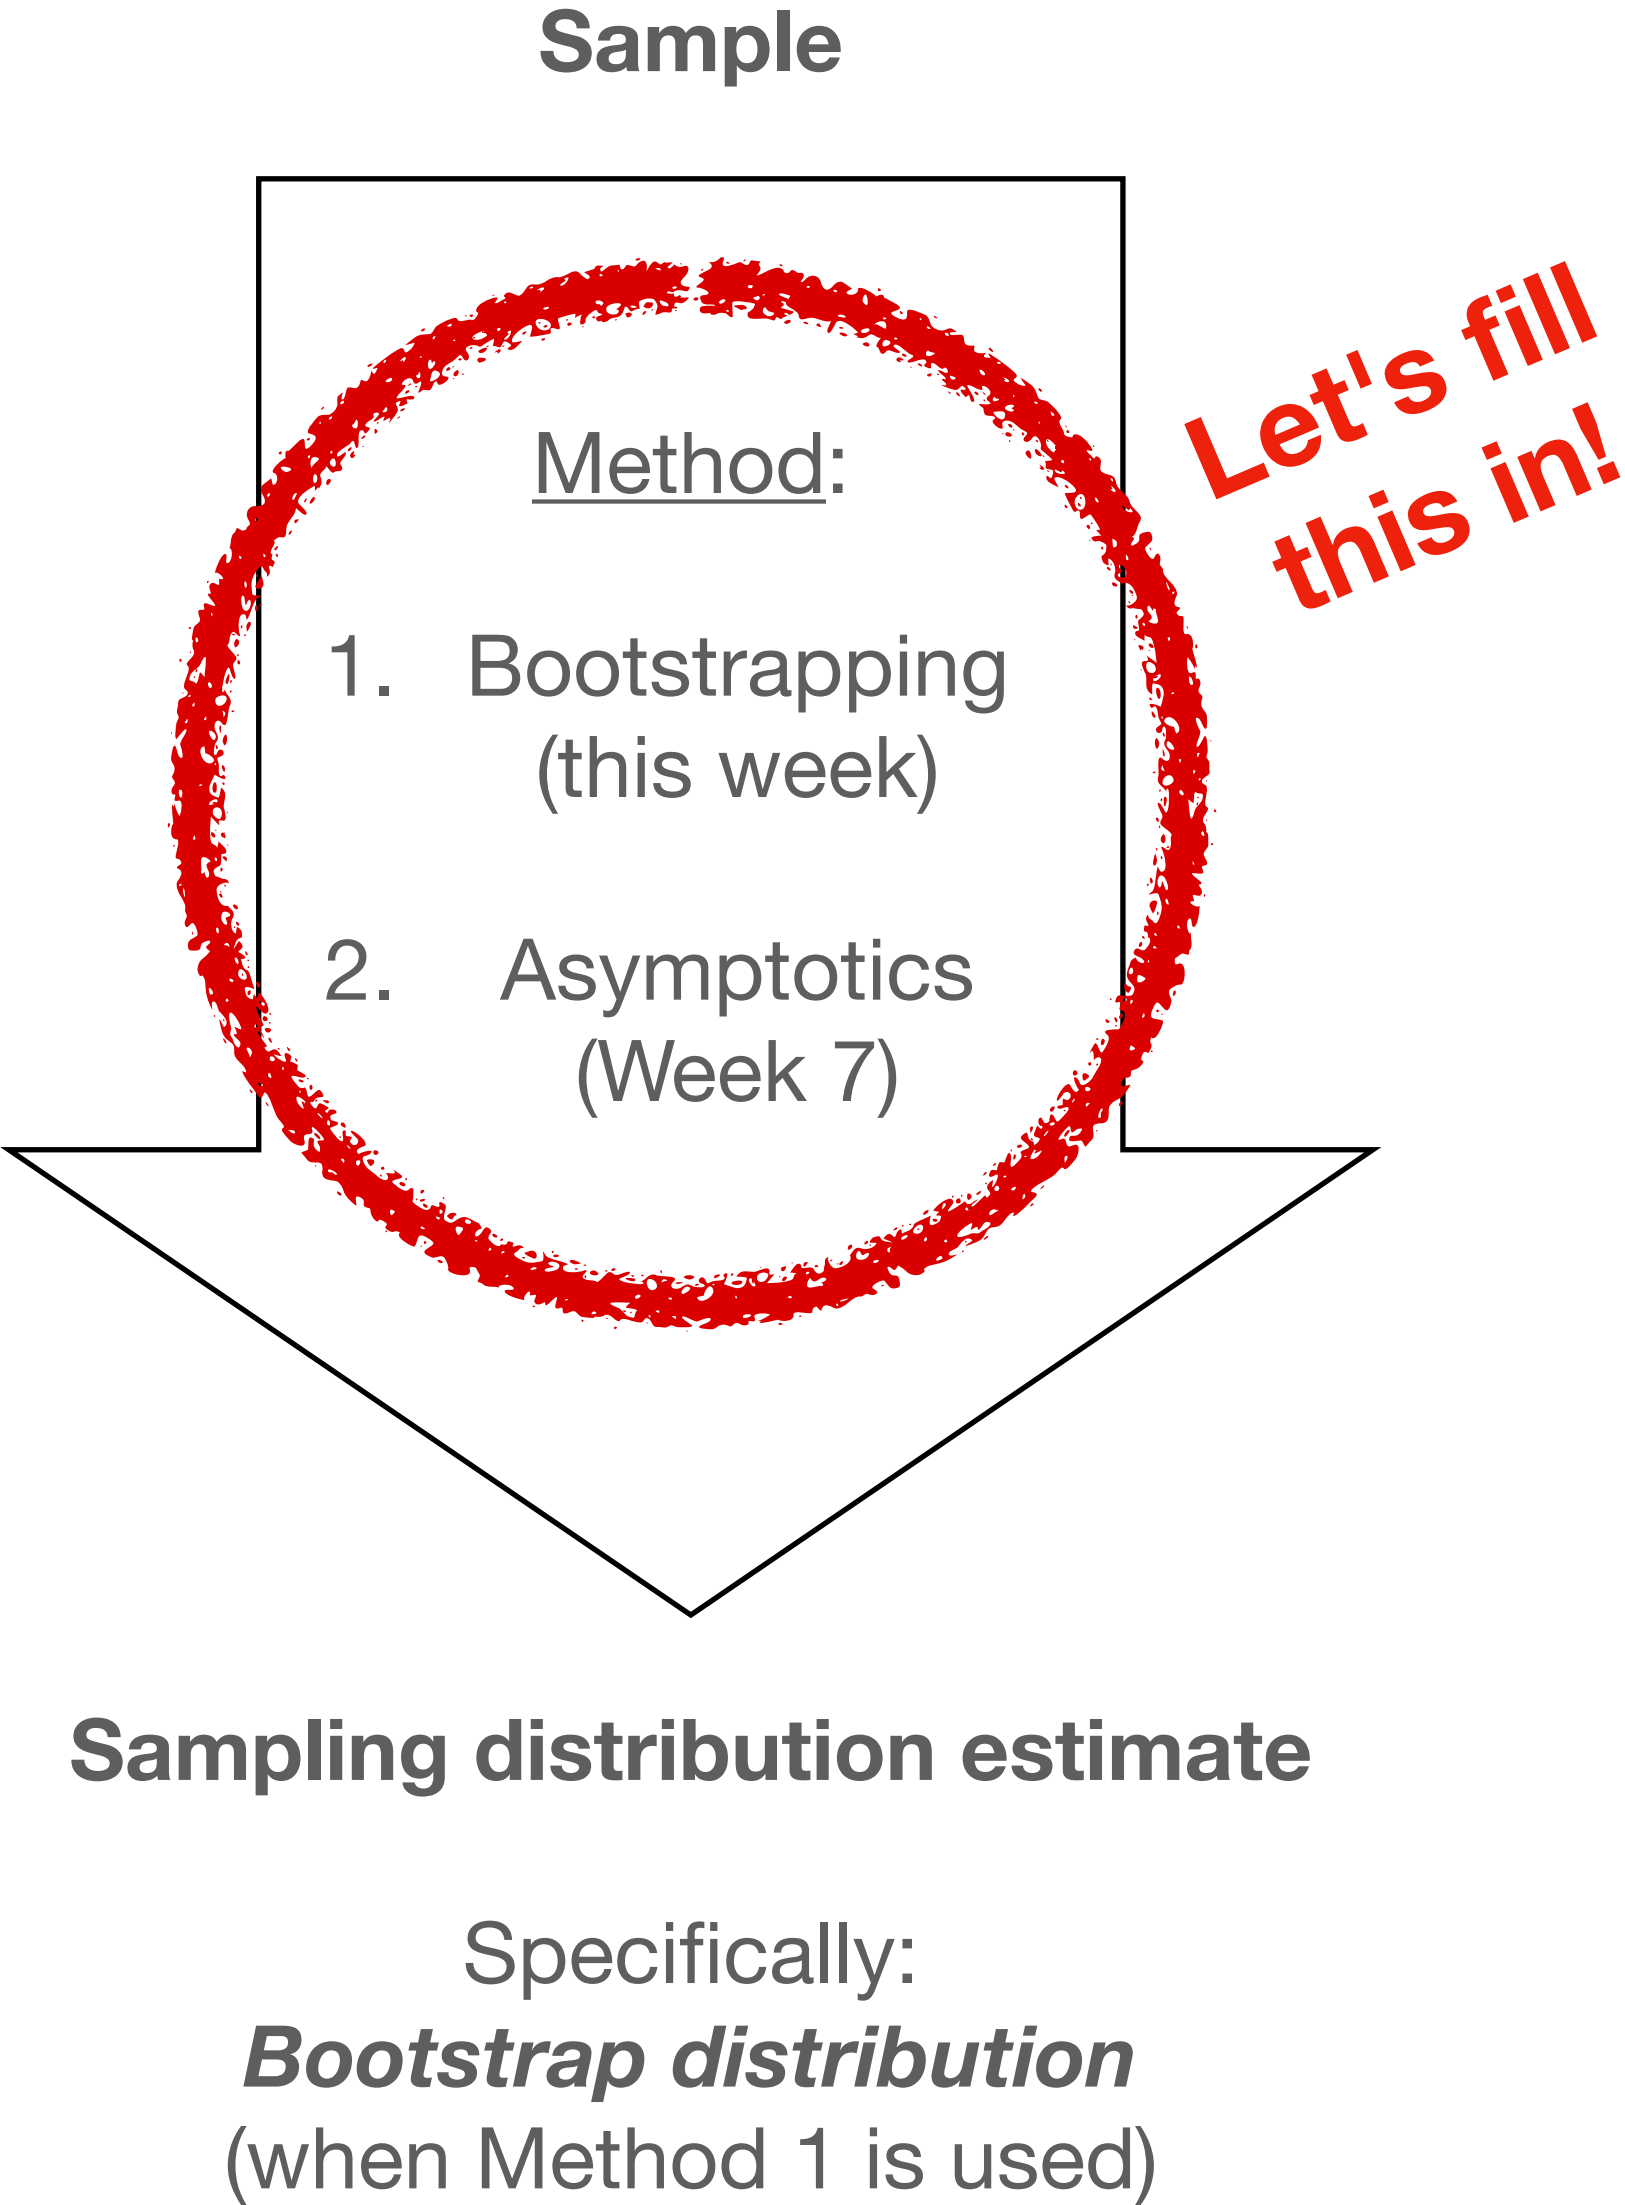 Sample
Let's fill
this in!
Method:
1. Bootstrapping
(this week)
2. Asymptotics
(Week 7)
Sampling distribution estimate
Specifically:
Bootstrap distribution
(when Method 1 is used)